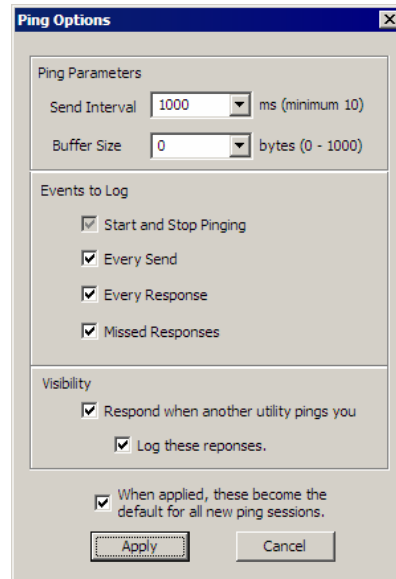 Ping Options
Ping Parameters
Send Interval 1000 ms (minimum 10)
Buffer Size 0 bytes (0 - 1000)
Events to Log
Start and Stop Pinging
Every Send
Every Response
Missed Responses
Visibility
Respond when another utility pings you
Log these reponses.
When applied, these become the
default for all new ping sessions.
Apply Cancel